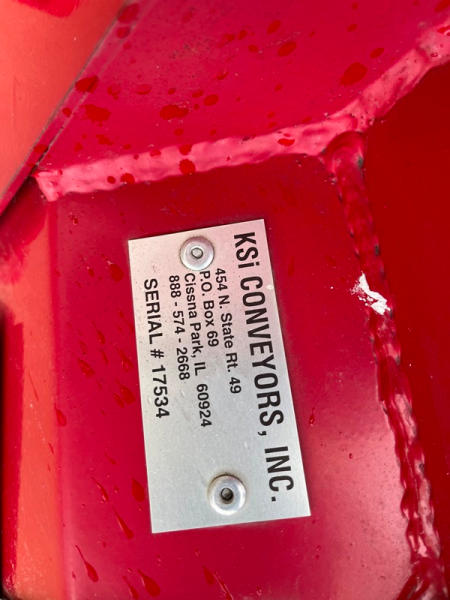 KSi CONVEYORS, INC.
454 N. State Rt. 49
P.O. Box 69
Cissna Park, IL 60924
888 - 574 - 2668
SERIAL # 17534